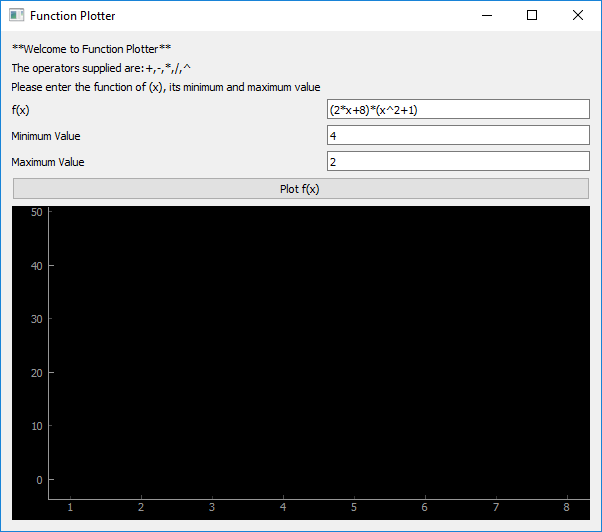 Function Plotter
**Welcome to Function Plotter**
The operators supplied are:+,-,*,/,^
Please enter the function of (x), its minimum and maximum value
f(x) (2*x+8)*(x^2+1)
Minimum Value 4
Maximum Value 2
Plot f(x)
50
40
30
20
10
0
1 2 3 4 5 6 7 8